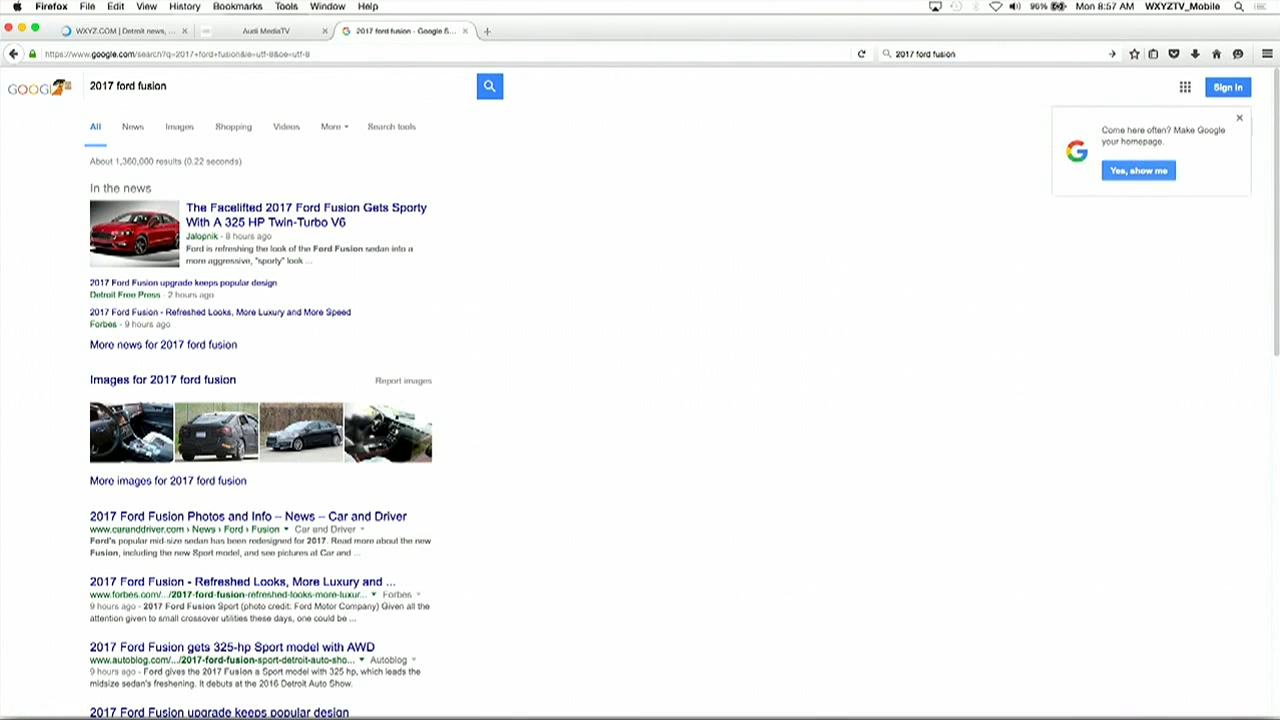 Firefox File Edit View History Bookmarks Tools Window Help 96% Mon 8:57 AM WXYZTV_Mobile
WXYZ.COM | Detroit news, ... Audi MediaTV 2017 ford fusion - Google S...
https://www.google.com/search?q=2017+ford+fusion&ie=utf-8&oe=utf-8 2017 ford fusion
2017 ford fusion Sign in
All News Images Shopping Videos More Search tools
Come here often? Make Google
your homepage.
Yes, show me
About 1,360,000 results (0.22 seconds)
In the news
The Facelifted 2017 Ford Fusion Gets Sporty
With A 325 HP Twin-Turbo V6
Jalopnik - 8 hours ago
Ford is refreshing the look of the Ford Fusion sedan into a
more aggressive, "sporty" look ...
2017 Ford Fusion upgrade keeps popular design
Detroit Free Press - 2 hours ago
2017 Ford Fusion - Refreshed Looks, More Luxury and More Speed
Forbes - 9 hours ago
More news for 2017 ford fusion
Images for 2017 ford fusion Report images
More images for 2017 ford fusion
2017 Ford Fusion Photos and Info – News – Car and Driver
www.caranddriver.com › News › Ford › Fusion Car and Driver
Ford's popular mid-size sedan has been redesigned for 2017. Read more about the new
Fusion, including the new Sport model, and see pictures at Car and ...
2017 Ford Fusion - Refreshed Looks, More Luxury and ...
www.forbes.com/.../2017-ford-fusion-refreshed-looks-more-luxur... Forbes
9 hours ago - 2017 Ford Fusion Sport (photo credit: Ford Motor Company) Given all the
attention given to small crossover utilities these days, one could be ...
2017 Ford Fusion gets 325-hp Sport model with AWD
www.autoblog.com/.../2017-ford-fusion-sport-detroit-auto-sho... Autoblog
9 hours ago - Ford gives the 2017 Fusion a Sport model with 325 hp, which leads the
midsize sedan's freshening. It debuts at the 2016 Detroit Auto Show.
2017 Ford Fusion upgrade keeps popular design